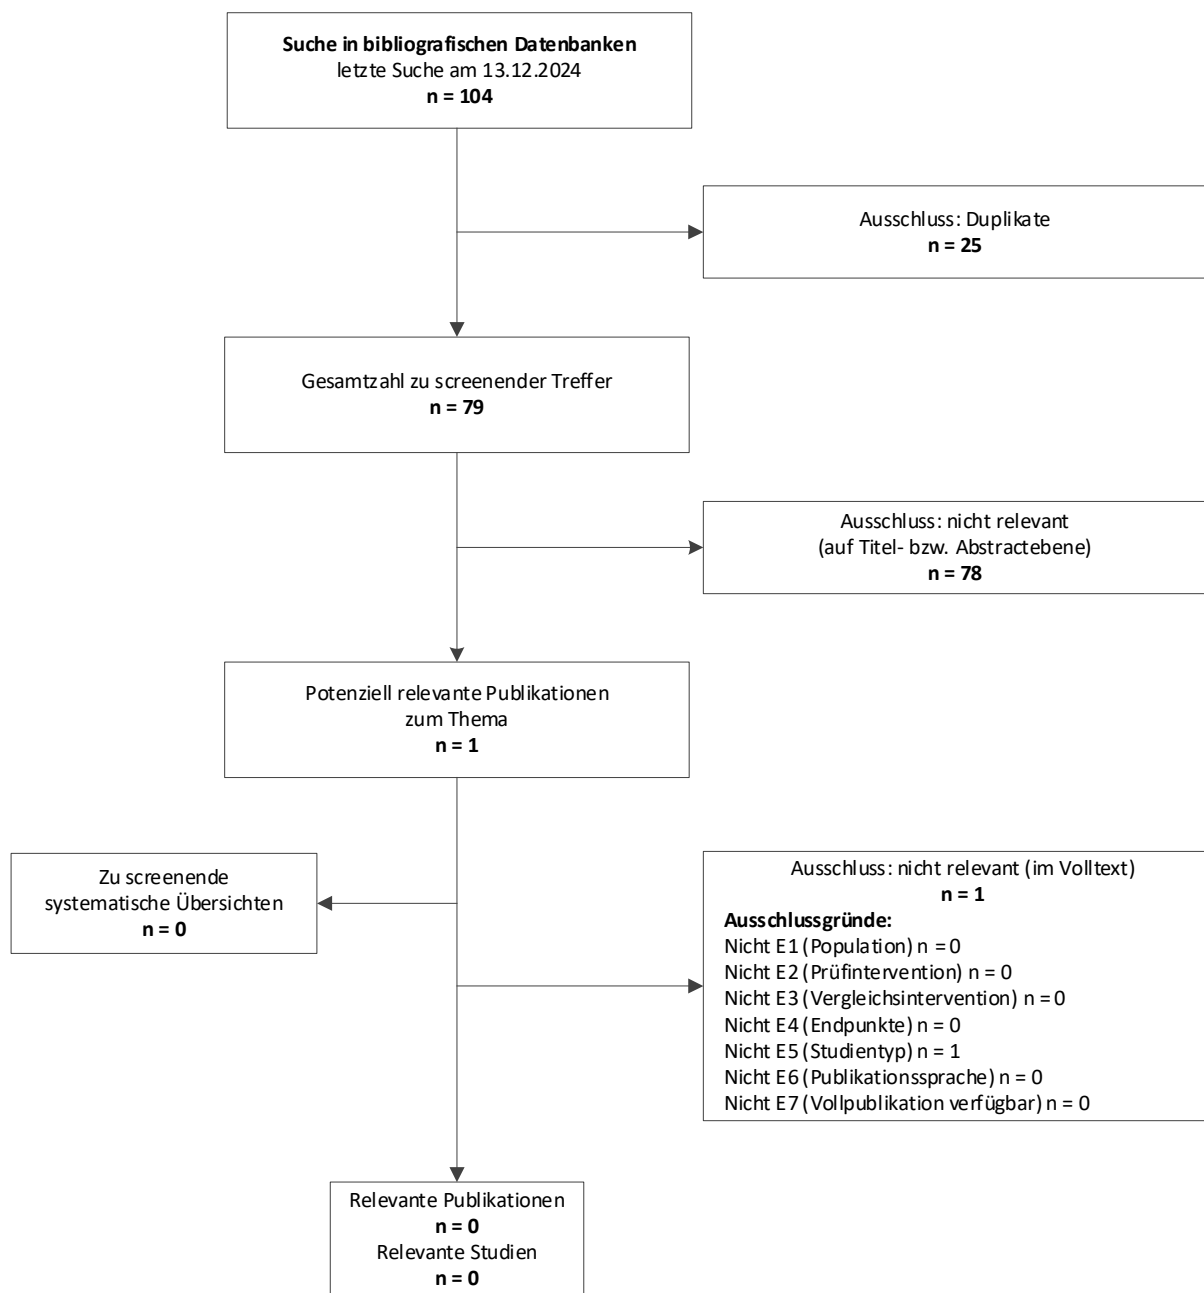 Suche in bibliografischen Datenbanken
letzte Suche am 13.12.2024
n = 104
Ausschluss: Duplikate
n = 25
Gesamtzahl zu screenender Treffer
n = 79
Ausschluss: nicht relevant
(auf Titel- bzw. Abstractebene)
n = 78
Potenziell relevante Publikationen
zum Thema
n = 1
Zu screenende
systematische Übersichten
n = 0
Ausschluss: nicht relevant (im Volltext)
n = 1
Ausschlussgründe:
Nicht E1 (Population) n = 0
Nicht E2 (Prüfintervention) n = 0
Nicht E3 (Vergleichsintervention) n = 0
Nicht E4 (Endpunkte) n = 0
Nicht E5 (Studientyp) n = 1
Nicht E6 (Publikationssprache) n = 0
Nicht E7 (Vollpublikation verfügbar) n = 0
Relevante Publikationen
n = 0
Relevante Studien
n = 0